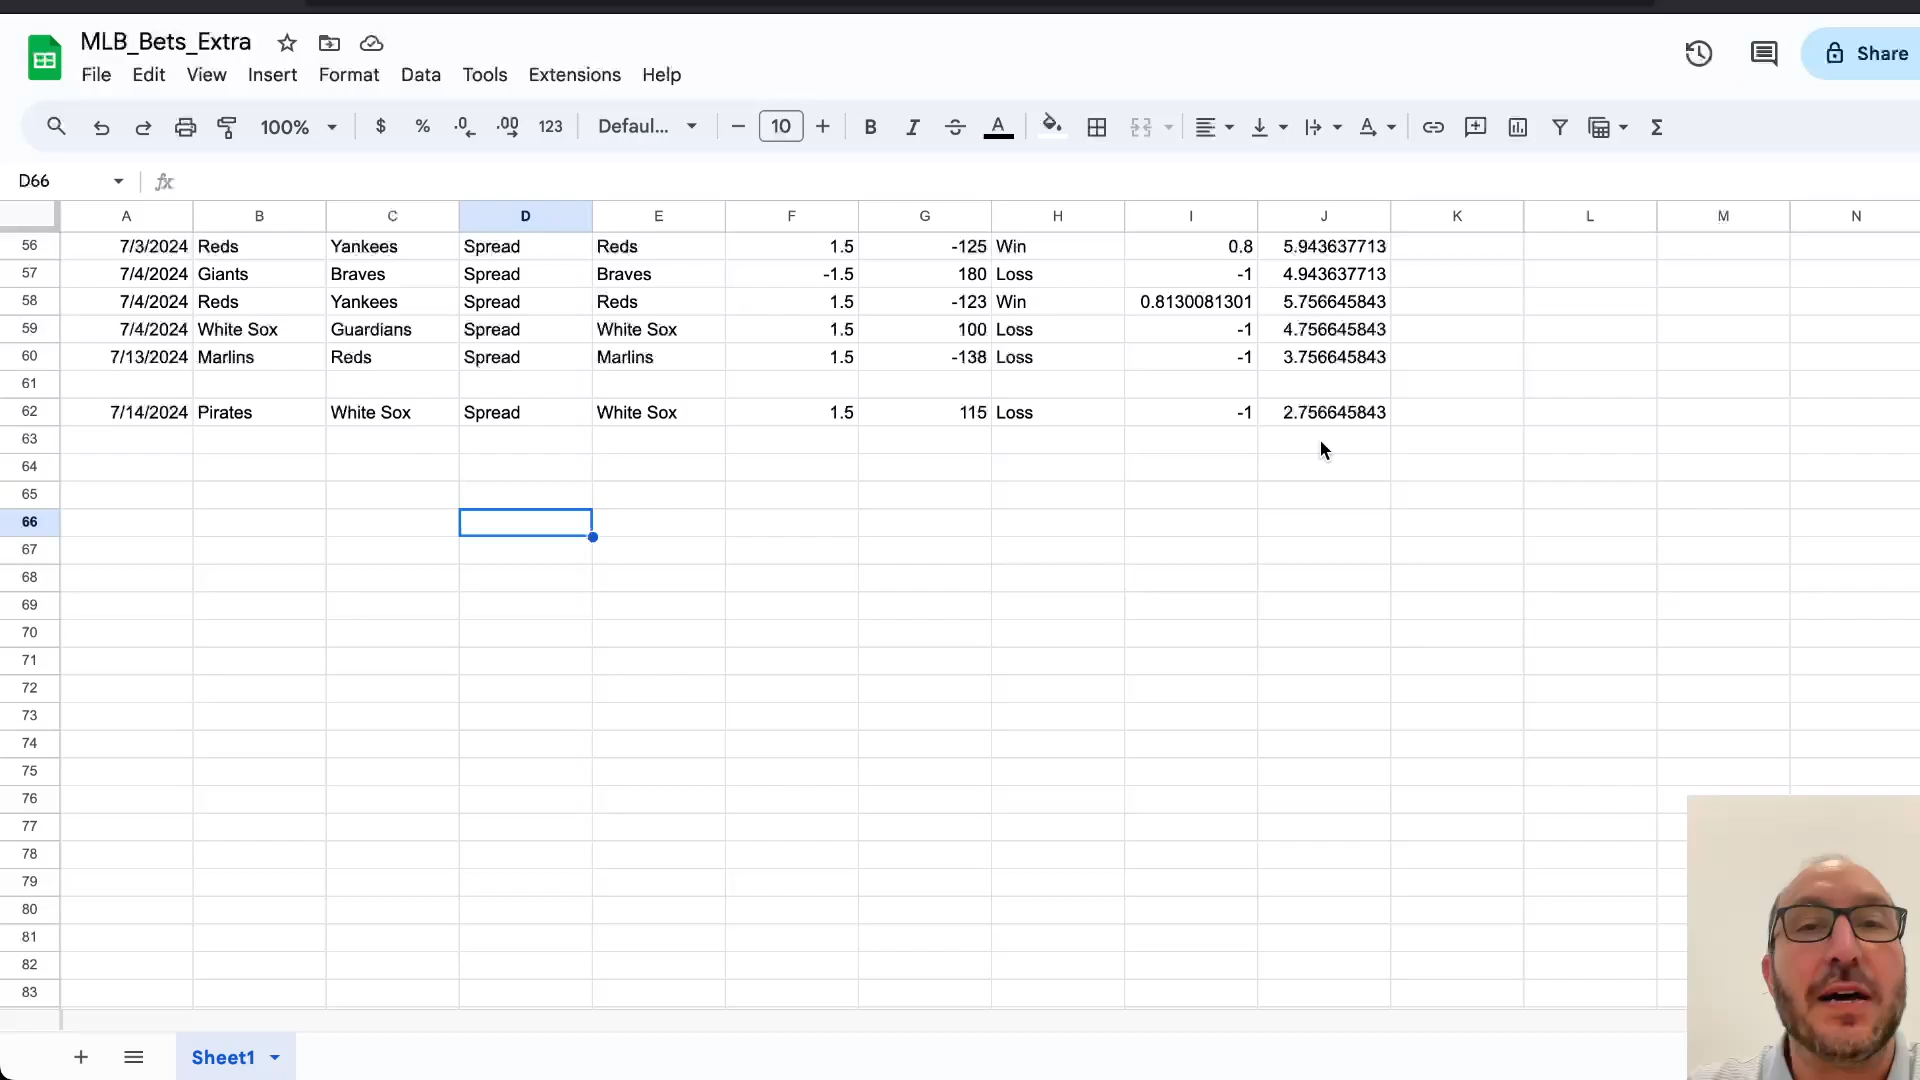 MLB_Bets_Extra
File Edit View Insert Format Data Tools Extensions Help
Share
100% $ % .0 .00 123 Defaul... 10 B I A A Σ
D66 fx
A B C D E F G H I J K L M N
56 7/3/2024 Reds Yankees Spread Reds 1.5 -125 Win 0.8 5.943637713
57 7/4/2024 Giants Braves Spread Braves -1.5 180 Loss -1 4.943637713
58 7/4/2024 Reds Yankees Spread Reds 1.5 -123 Win 0.8130081301 5.756645843
59 7/4/2024 White Sox Guardians Spread White Sox 1.5 100 Loss -1 4.756645843
60 7/13/2024 Marlins Reds Spread Marlins 1.5 -138 Loss -1 3.756645843
61
62 7/14/2024 Pirates White Sox Spread White Sox 1.5 115 Loss -1 2.756645843
63
64
65
66
67
68
69
70
71
72
73
74
75
76
77
78
79
80
81
82
83
Sheet1